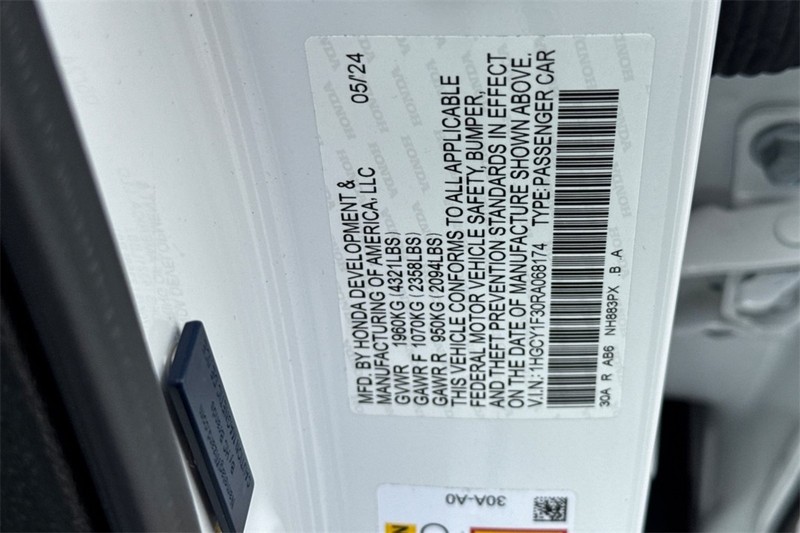 MFD. BY HONDA DEVELOPMENT & 05/'24
MANUFACTURING OF AMERICA, LLC
GVWR 1960KG (4321LBS)
GAWR F 1070KG (2358LBS)
GAWR R 950KG (2094LBS)
THIS VEHICLE CONFORMS TO ALL APPLICABLE
FEDERAL MOTOR VEHICLE SAFETY, BUMPER,
AND THEFT PREVENTION STANDARDS IN EFFECT
ON THE DATE OF MANUFACTURE SHOWN ABOVE.
V.I.N.: 1HGCY1F30RA068174 TYPE: PASSENGER CAR
30A R AB6 NH883PX .B .A
30A-A0